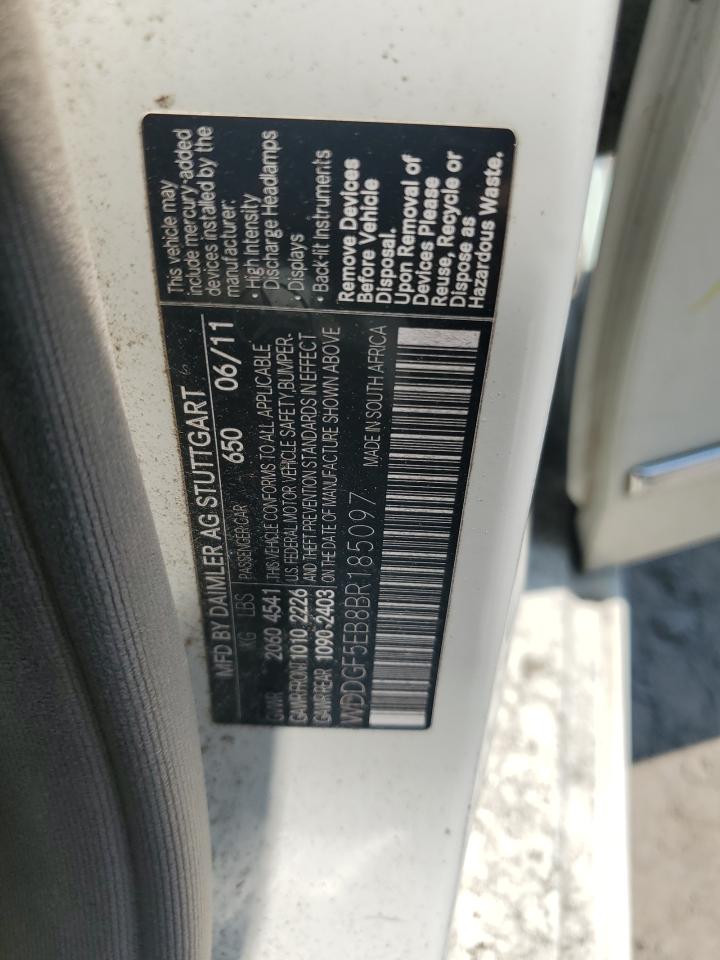 MFD BY DAIMLER AG STUTTGART
PASSENGER CAR 650 06/11
KG LBS
GVWR 2060 4541
GAWR FRONT 1010 2226
GAWR REAR 1090 2403
THIS VEHICLE CONFORMS TO ALL APPLICABLE
U.S. FEDERAL MOTOR VEHICLE SAFETY, BUMPER,
AND THEFT PREVENTION STANDARDS IN EFFECT
ON THE DATE OF MANUFACTURE SHOWN ABOVE
WDDGF5EB8BR185097 MADE IN SOUTH AFRICA
This vehicle may
include mercury-added
devices installed by the
manufacturer:
• High Intensity
Discharge Headlamps
• Displays
• Back-lit Instruments
Remove Devices
Before Vehicle
Disposal.
Upon Removal of
Devices Please
Reuse, Recycle or
Dispose as
Hazardous Waste.